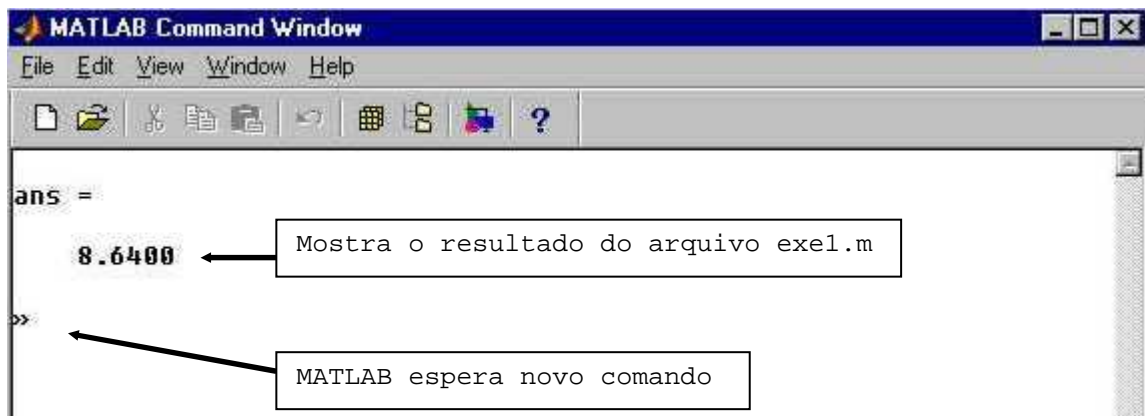 MATLAB Command Window
File Edit View Window Help
?
ans =
8.6400
Mostra o resultado do arquivo exe1.m
»
MATLAB espera novo comando